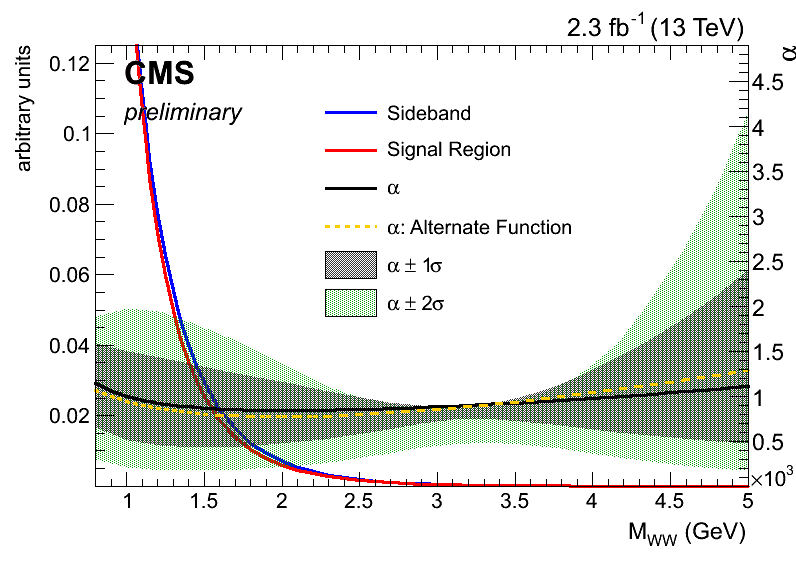 2.3 fb-1 (13 TeV)
arbitrary units
α
CMS
preliminary
Sideband
Signal Region
α
α: Alternate Function
α ± 1σ
α ± 2σ
0.12
0.1
0.08
0.06
0.04
0.02
4.5
4
3.5
3
2.5
2
1.5
1
0.5
×10³
1 1.5 2 2.5 3 3.5 4 4.5 5
MWW (GeV)